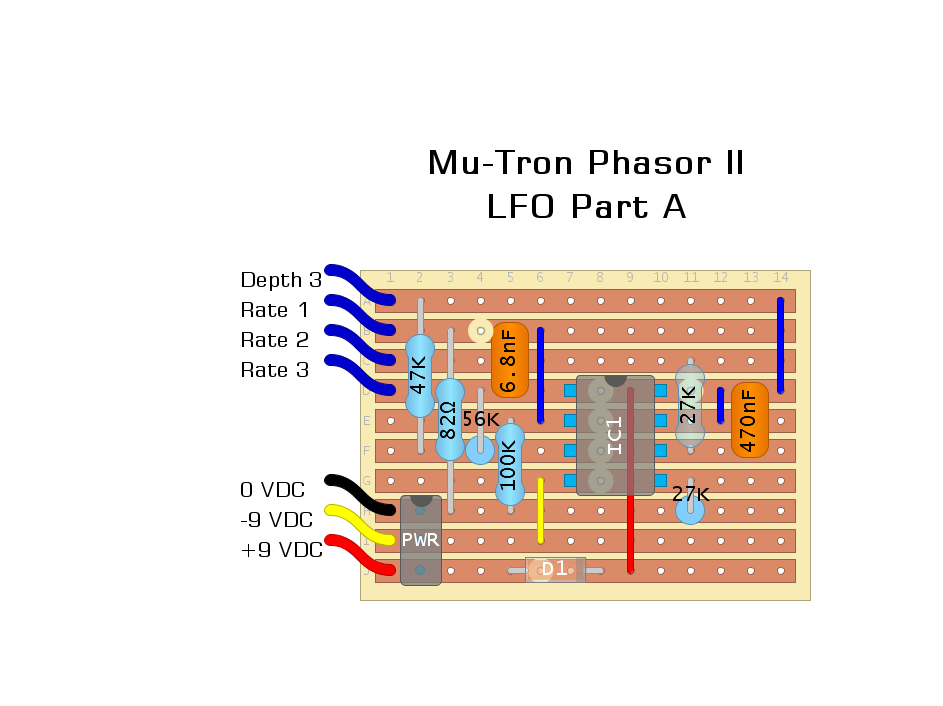 Mu-Tron Phasor II
LFO Part A
1 2 3 4 5 6 7 8 9 10 11 12 13 14
Depth 3
Rate 1
Rate 2
Rate 3
A
B
C
D
E
F
G
H
I
J
47K
82Ω
56K
6.8nF
100K
IC1
27K
470nF
27K
0 VDC
-9 VDC
+9 VDC
PWR
D1